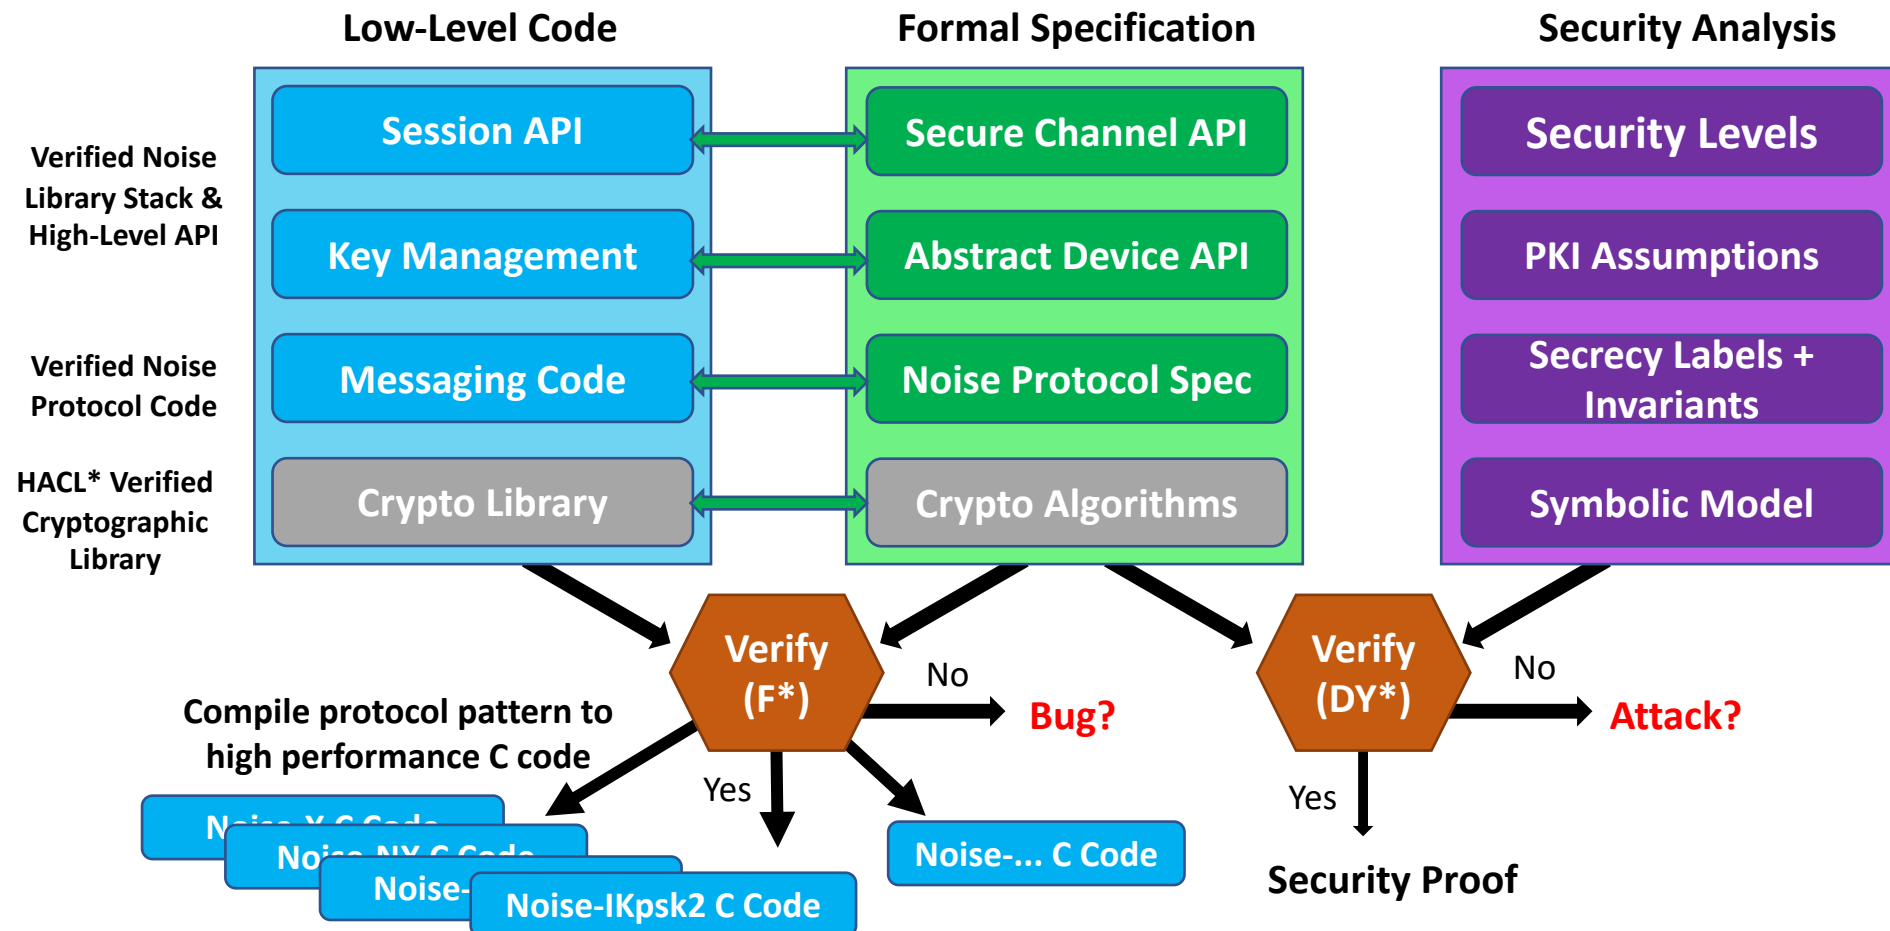 Low-Level Code
Formal Specification
Security Analysis
Verified Noise
Library Stack &
High-Level API
Session API
Secure Channel API
Security Levels
Key Management
Abstract Device API
PKI Assumptions
Verified Noise
Protocol Code
Messaging Code
Noise Protocol Spec
Secrecy Labels +
Invariants
HACL* Verified
Cryptographic
Library
Crypto Library
Crypto Algorithms
Symbolic Model
Verify
(F*)
No
Bug?
Verify
(DY*)
No
Attack?
Compile protocol pattern to
high performance C code
Yes
Yes
C Code
C Code
Noise-
Noise-IKpsk2 C Code
Noise-... C Code
Security Proof